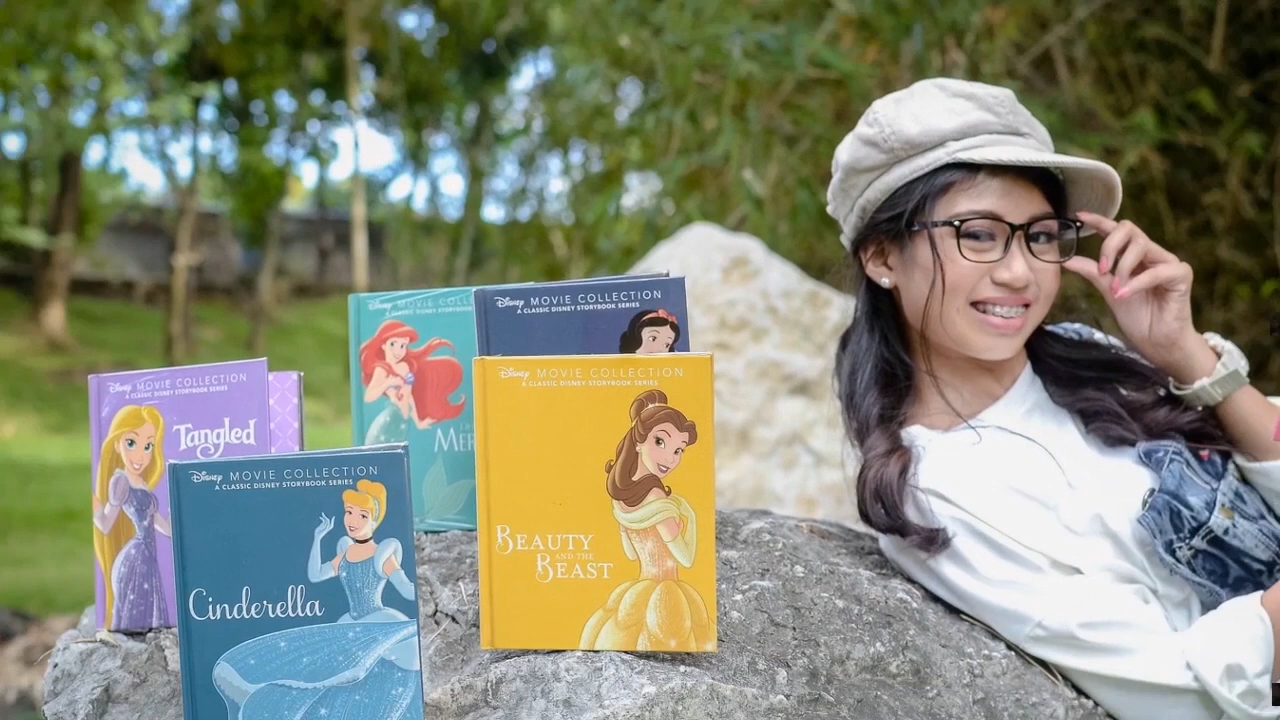 Disney MOVIE COLLECTION
A CLASSIC DISNEY STORYBOOK SERIES
Tangled
Disney MOVIE COLLECTION
A CLASSIC DISNEY STORYBOOK SERIES
Cinderella
Disney MOVIE COLLECTION
A CLASSIC DISNEY STORYBOOK
Disney MOVIE COLLECTION
A CLASSIC DISNEY STORYBOOK SERIES
Disney MOVIE COLLECTION
A CLASSIC DISNEY STORYBOOK SERIES
BEAUTY
AND THE
BEAST